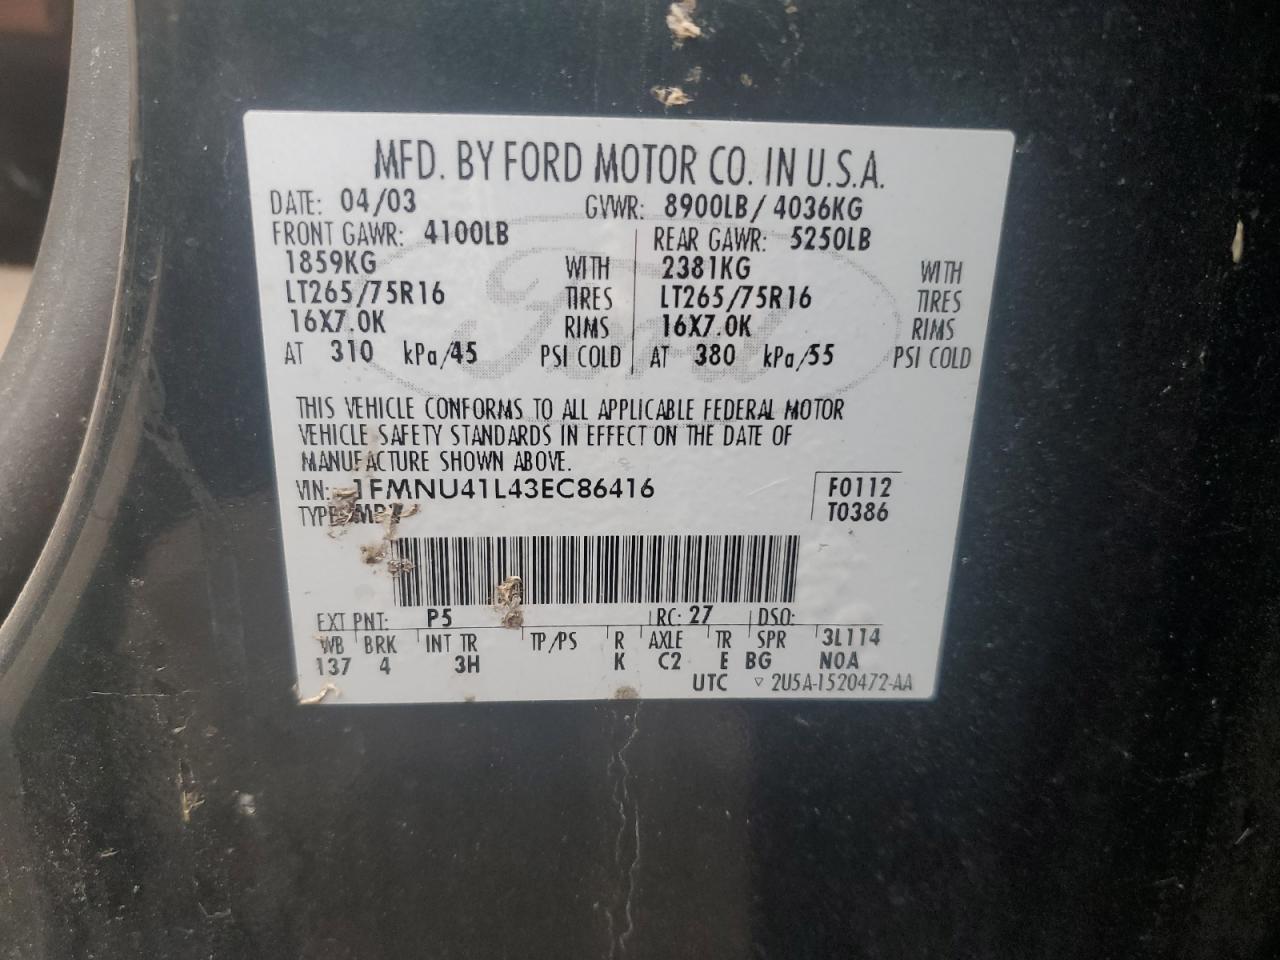 MFD. BY FORD MOTOR CO. IN U.S.A.
DATE: 04/03 GVWR: 8900LB/ 4036KG
FRONT GAWR: 4100LB REAR GAWR: 5250LB
1859KG WITH 2381KG WITH
LT265/75R16 TIRES LT265/75R16 TIRES
16X7.0K RIMS 16X7.0K RIMS
AT 310 kPa/45 PSI COLD AT 380 kPa/55 PSI COLD
Ford
THIS VEHICLE CONFORMS TO ALL APPLICABLE FEDERAL MOTOR
VEHICLE SAFETY STANDARDS IN EFFECT ON THE DATE OF
MANUFACTURE SHOWN ABOVE.
VIN: 1FMNU41L43EC86416 F0112
TYPE T0386
EXT PNT: P5 RC: 27 DSO:
WB BRK INT TR TP/PS R AXLE TR SPR 3L114
137 4 3H K C2 E BG N0A
UTC ▽ 2U5A-1520472-AA